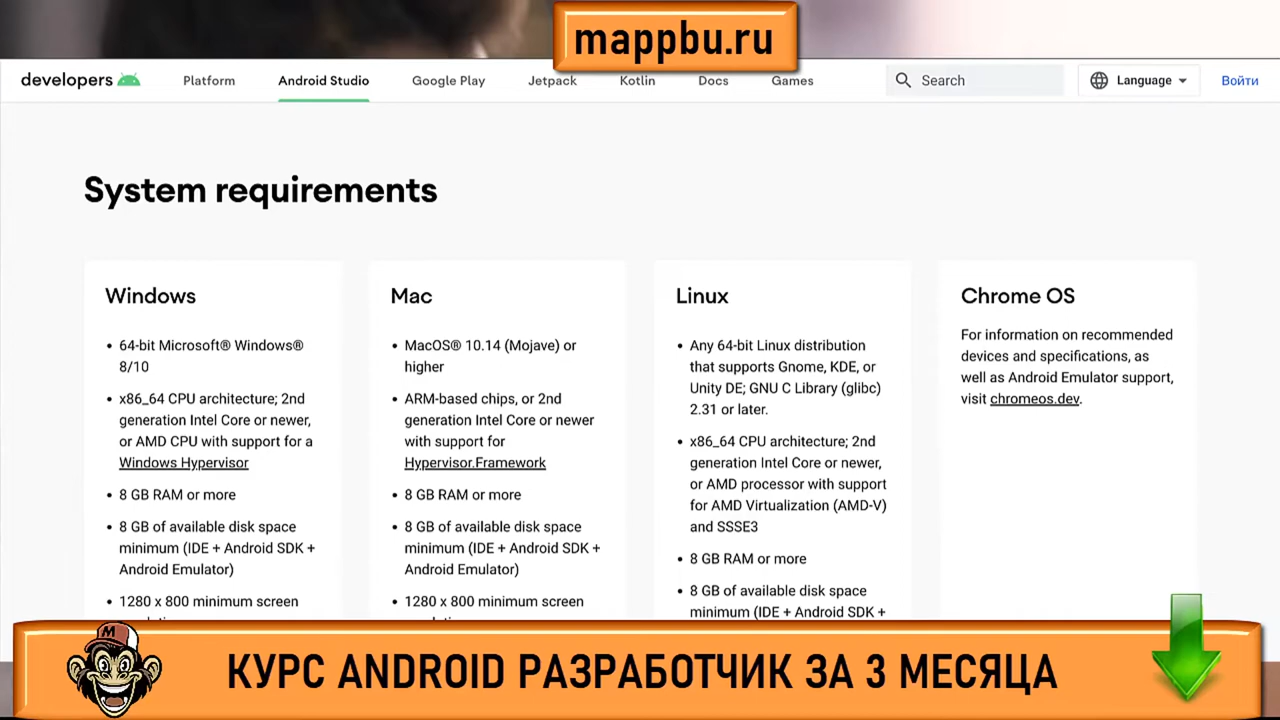 mappbu.ru
developers
Platform
Android Studio
Google Play
Jetpack
Kotlin
Docs
Games
Search
Language
Войти
System requirements
Windows
• 64-bit Microsoft® Windows®
8/10
• x86_64 CPU architecture; 2nd
generation Intel Core or newer,
or AMD CPU with support for a
Windows Hypervisor
• 8 GB RAM or more
• 8 GB of available disk space
minimum (IDE + Android SDK +
Android Emulator)
• 1280 x 800 minimum screen
Mac
• MacOS® 10.14 (Mojave) or
higher
• ARM-based chips, or 2nd
generation Intel Core or newer
with support for
Hypervisor.Framework
• 8 GB RAM or more
• 8 GB of available disk space
minimum (IDE + Android SDK +
Android Emulator)
• 1280 x 800 minimum screen
Linux
• Any 64-bit Linux distribution
that supports Gnome, KDE, or
Unity DE; GNU C Library (glibc)
2.31 or later.
• x86_64 CPU architecture; 2nd
generation Intel Core or newer,
or AMD processor with support
for AMD Virtualization (AMD-V)
and SSSE3
• 8 GB RAM or more
• 8 GB of available disk space
minimum (IDE + Android SDK +
Chrome OS
For information on recommended
devices and specifications, as
well as Android Emulator support,
visit chromeos.dev.
M
КУРС ANDROID РАЗРАБОТЧИК ЗА 3 МЕСЯЦА